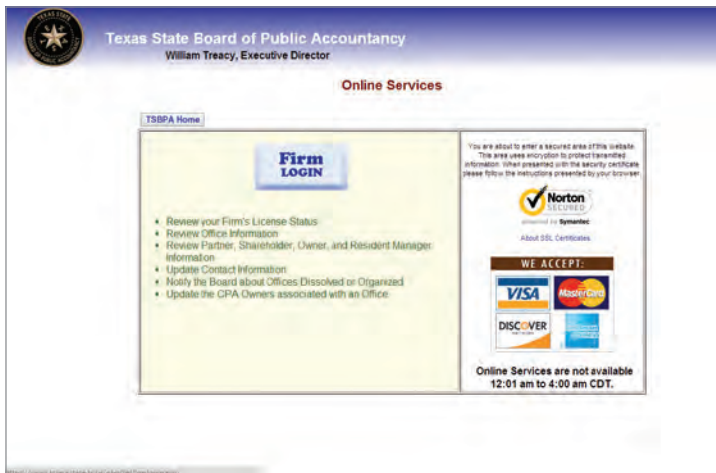 Texas State Board of Public Accountancy
William Treacy, Executive Director
Online Services
TSBPA Home
Firm
LOGIN
• Review your Firm's License Status
• Review Office Information
• Review Partner, Shareholder, Owner, and Resident Manager
Information
• Update Contact Information
• Notify the Board about Offices Dissolved or Organized
• Update the CPA Owners associated with an Office
You are about to enter a secured area of this website.
This area uses encryption to protect transmitted
information. When presented with the security certificate
please follow the instructions presented by your browser.
Norton
SECURED
powered by Symantec
About SSL Certificates
WE ACCEPT:
VISA
MasterCard
DISCOVER
Online Services are not available
12:01 am to 4:00 am CDT.